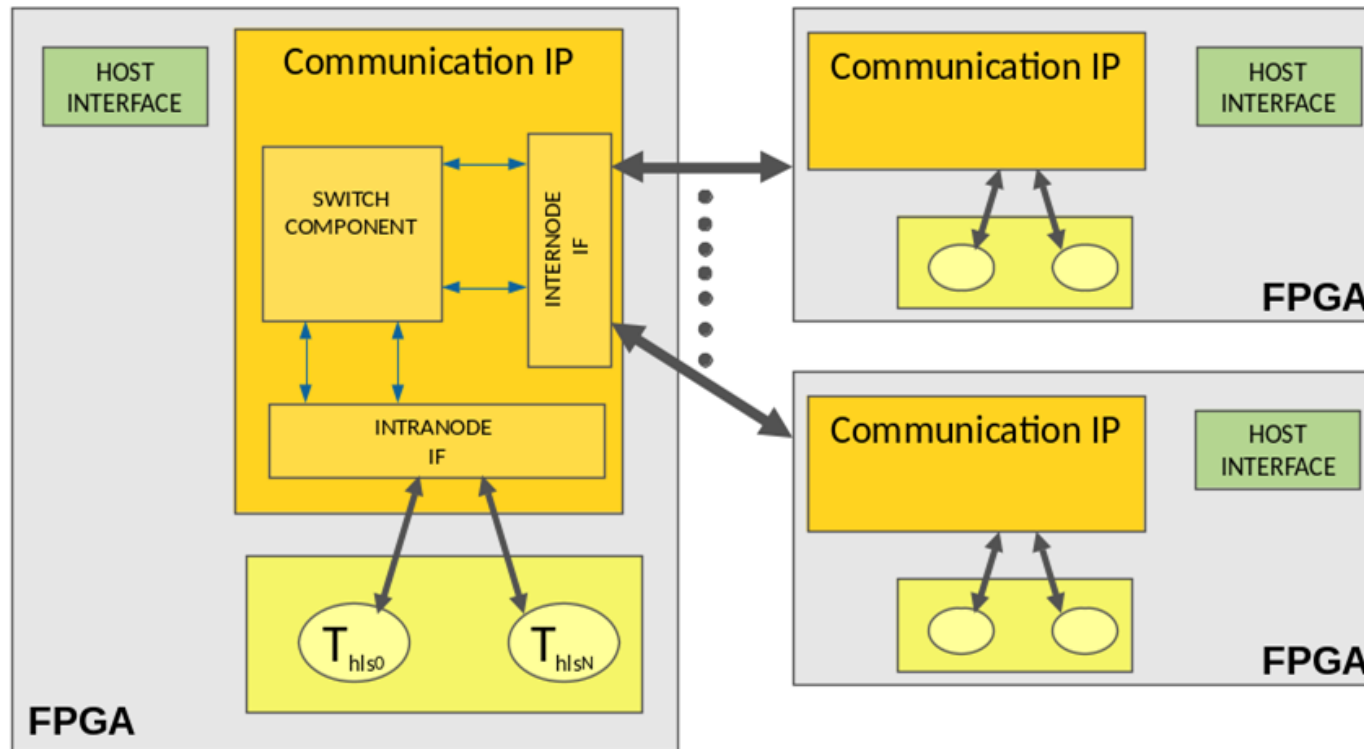 HOST
INTERFACE
Communication IP
SWITCH
COMPONENT
INTERNODE
IF
INTRANODE
IF
Thls0
ThlsN
FPGA
Communication IP
HOST
INTERFACE
FPGA
Communication IP
HOST
INTERFACE
FPGA